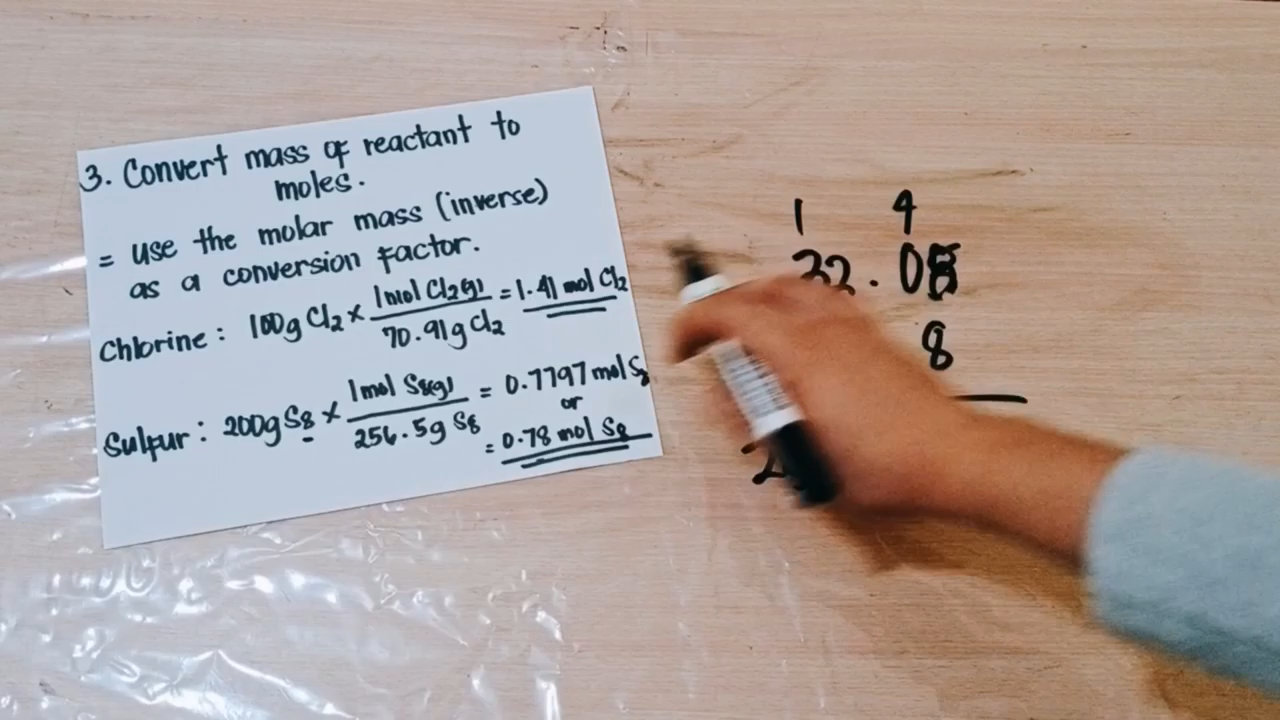 3. Convert mass of reactant to
moles.
= use the molar mass (inverse)
as a conversion factor.
Chlorine : 100g Cl₂ × 1mol Cl₂(g) / 70.91g Cl₂ = 1.41 mol Cl₂
Sulfur : 200g S₈ × 1mol S₈(g) / 256.5g S₈ = 0.7797 mol S₈
or
= 0.78 mol S₈
1 4
32.0
8
2